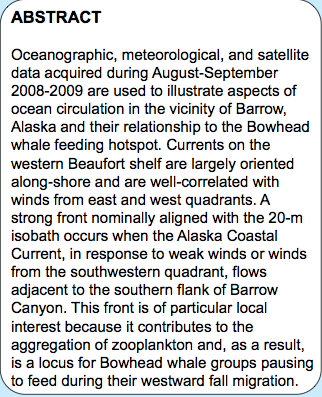 ABSTRACT
Oceanographic, meteorological, and satellite
data acquired during August-September
2008-2009 are used to illustrate aspects of
ocean circulation in the vicinity of Barrow,
Alaska and their relationship to the Bowhead
whale feeding hotspot. Currents on the
western Beaufort shelf are largely oriented
along-shore and are well-correlated with
winds from east and west quadrants. A
strong front nominally aligned with the 20-m
isobath occurs when the Alaska Coastal
Current, in response to weak winds or winds
from the southwestern quadrant, flows
adjacent to the southern flank of Barrow
Canyon. This front is of particular local
interest because it contributes to the
aggregation of zooplankton and, as a result,
is a locus for Bowhead whale groups pausing
to feed during their westward fall migration.